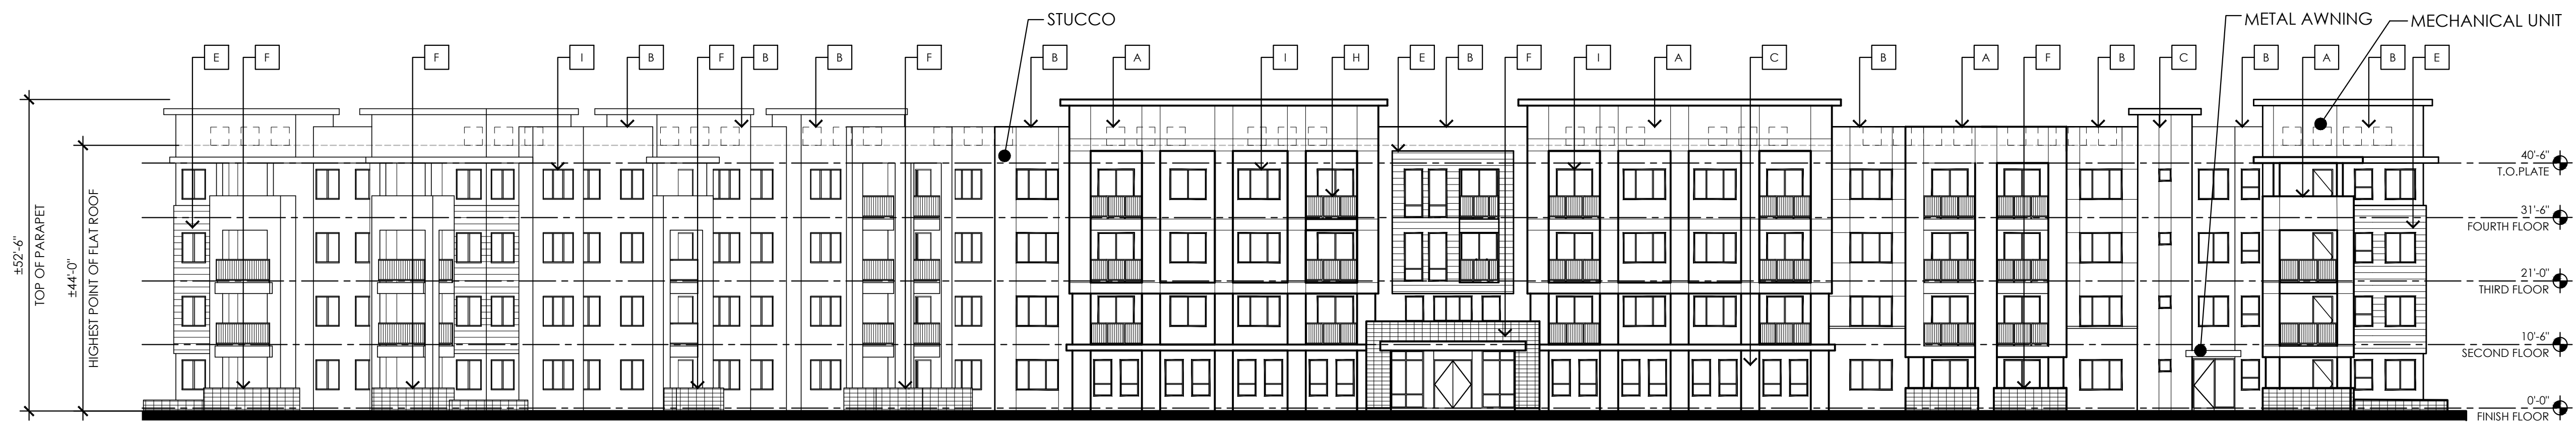 STUCCO
METAL AWNING
MECHANICAL UNIT
E
F
F
I
B
F
B
B
F
B
A
I
H
E
B
F
I
A
C
B
A
F
B
C
B
A
B
E
±52'-6"
TOP OF PARAPET
±44'-0"
HIGHEST POINT OF FLAT ROOF
40'-6"
T.O.PLATE
31'-6"
FOURTH FLOOR
21'-0"
THIRD FLOOR
10'-6"
SECOND FLOOR
0'-0"
FINISH FLOOR